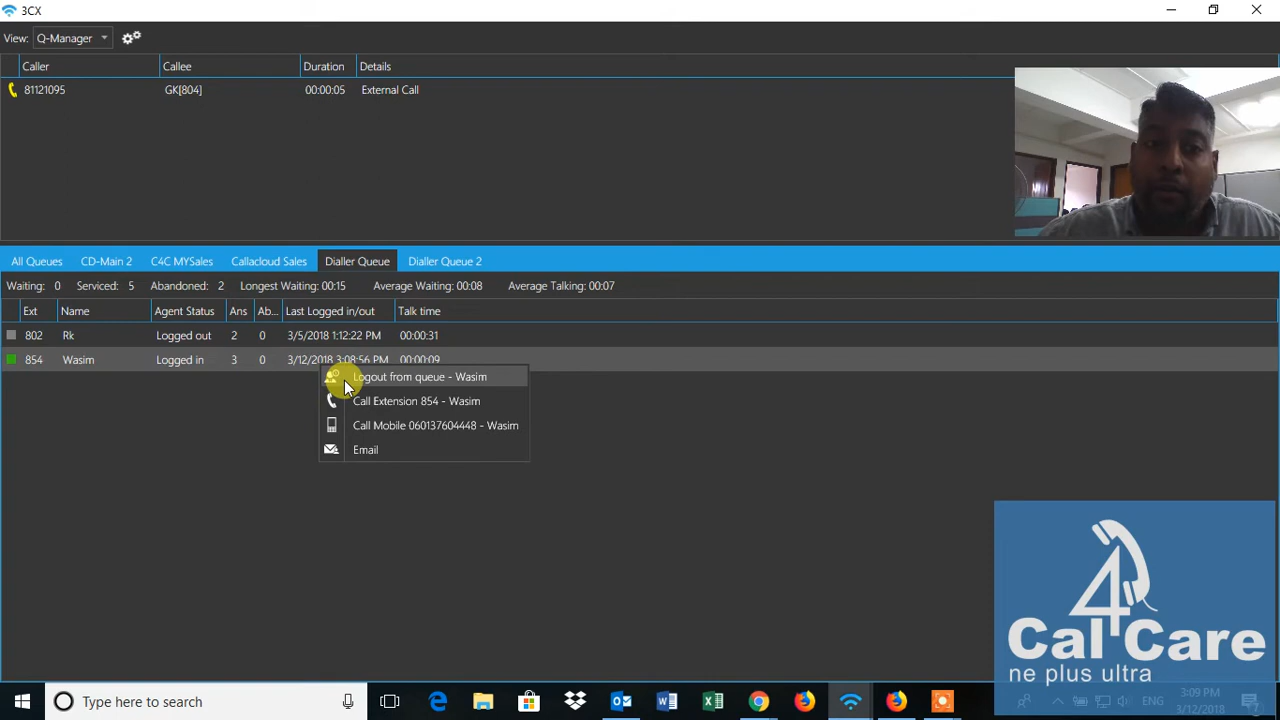 3CX
View: Q-Manager
Caller Callee Duration Details
81121095 GK[804] 00:00:05 External Call
All Queues CD-Main 2 C4C MYSales Callacloud Sales Dialler Queue Dialler Queue 2
Waiting: 0 Serviced: 5 Abandoned: 2 Longest Waiting: 00:15 Average Waiting: 00:08 Average Talking: 00:07
Ext Name Agent Status Ans Ab... Last Logged in/out Talk time
802 Rk Logged out 2 0 3/5/2018 1:12:22 PM 00:00:31
854 Wasim Logged in 3 0 3/12/2018 3:08:56 PM 00:00:09
Logout from queue - Wasim
Call Extension 854 - Wasim
Call Mobile 060137604448 - Wasim
Email
4
Cal Care
ne plus ultra
Type here to search
ENG
3:09 PM
3/12/2018
7